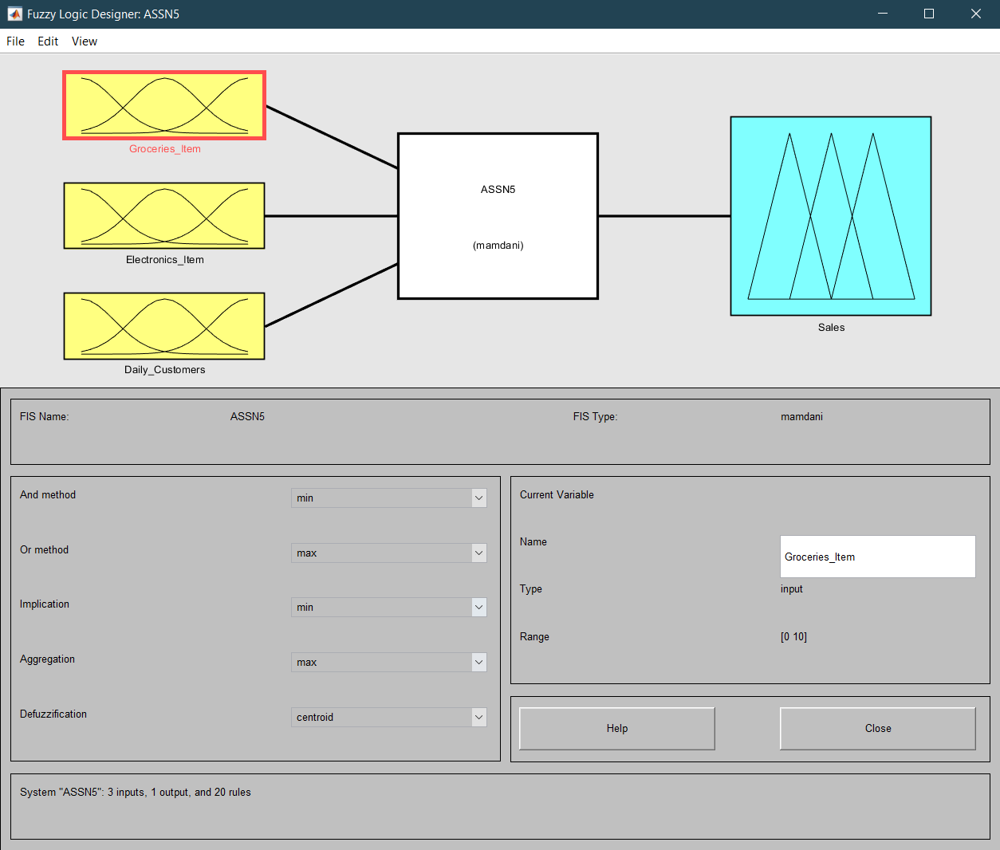 Fuzzy Logic Designer: ASSN5
File Edit View
Groceries_Item
Electronics_Item
Daily_Customers
ASSN5
(mamdani)
Sales
FIS Name: ASSN5 FIS Type: mamdani
And method min
Or method max
Implication min
Aggregation max
Defuzzification centroid
Current Variable
Name Groceries_Item
Type input
Range [0 10]
Help Close
System "ASSN5": 3 inputs, 1 output, and 20 rules